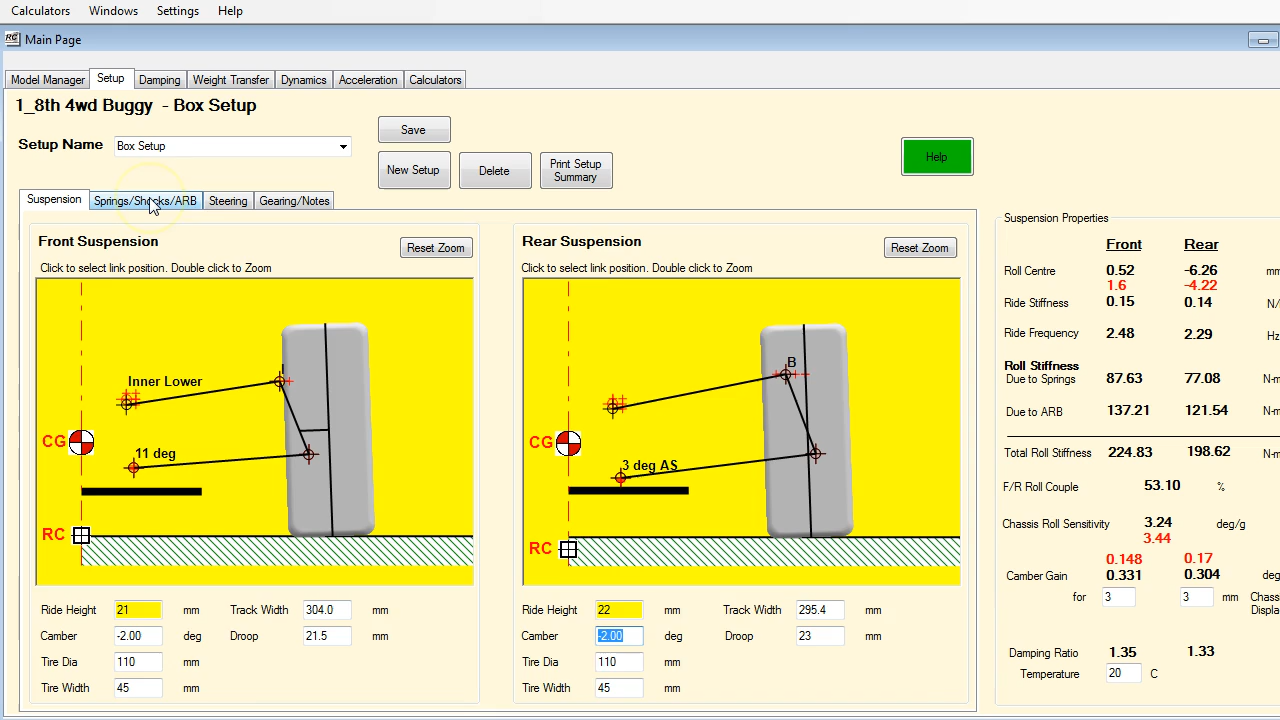 Calculators Windows Settings Help
RC Main Page
Model Manager Setup Damping Weight Transfer Dynamics Acceleration Calculators
1_8th 4wd Buggy - Box Setup
Setup Name Box Setup
Save
New Setup Delete Print Setup Summary
Help
Suspension Springs/Shocks/ARB Steering Gearing/Notes
Front Suspension Reset Zoom
Click to select link position. Double click to Zoom
Inner Lower
I
CG
11 deg
RC
Ride Height 21 mm Track Width 304.0 mm
Camber -2.00 deg Droop 21.5 mm
Tire Dia 110 mm
Tire Width 45 mm
Rear Suspension Reset Zoom
Click to select link position. Double click to Zoom
B
CG
3 deg AS
RC
Ride Height 22 mm Track Width 295.4 mm
Camber -2.00 deg Droop 23 mm
Tire Dia 110 mm
Tire Width 45 mm
Suspension Properties
Front Rear
Roll Centre 0.52 -6.26 mm
1.6 -4.22
Ride Stiffness 0.15 0.14 N/
Ride Frequency 2.48 2.29 Hz
Roll Stiffness
Due to Springs 87.63 77.08 N-m
Due to ARB 137.21 121.54 N-m
Total Roll Stiffness 224.83 198.62 N-m
F/R Roll Couple 53.10 %
Chassis Roll Sensitivity 3.24 deg/g
3.44
0.148 0.17
Camber Gain 0.331 0.304 deg
for 3 3 mm Chass
Displa
Damping Ratio 1.35 1.33
Temperature 20 C